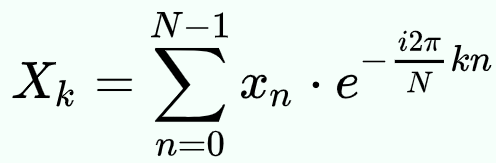 X_k = \sum_{n=0}^{N-1} x_n \cdot e^{-\frac{i2\pi}{N}kn}